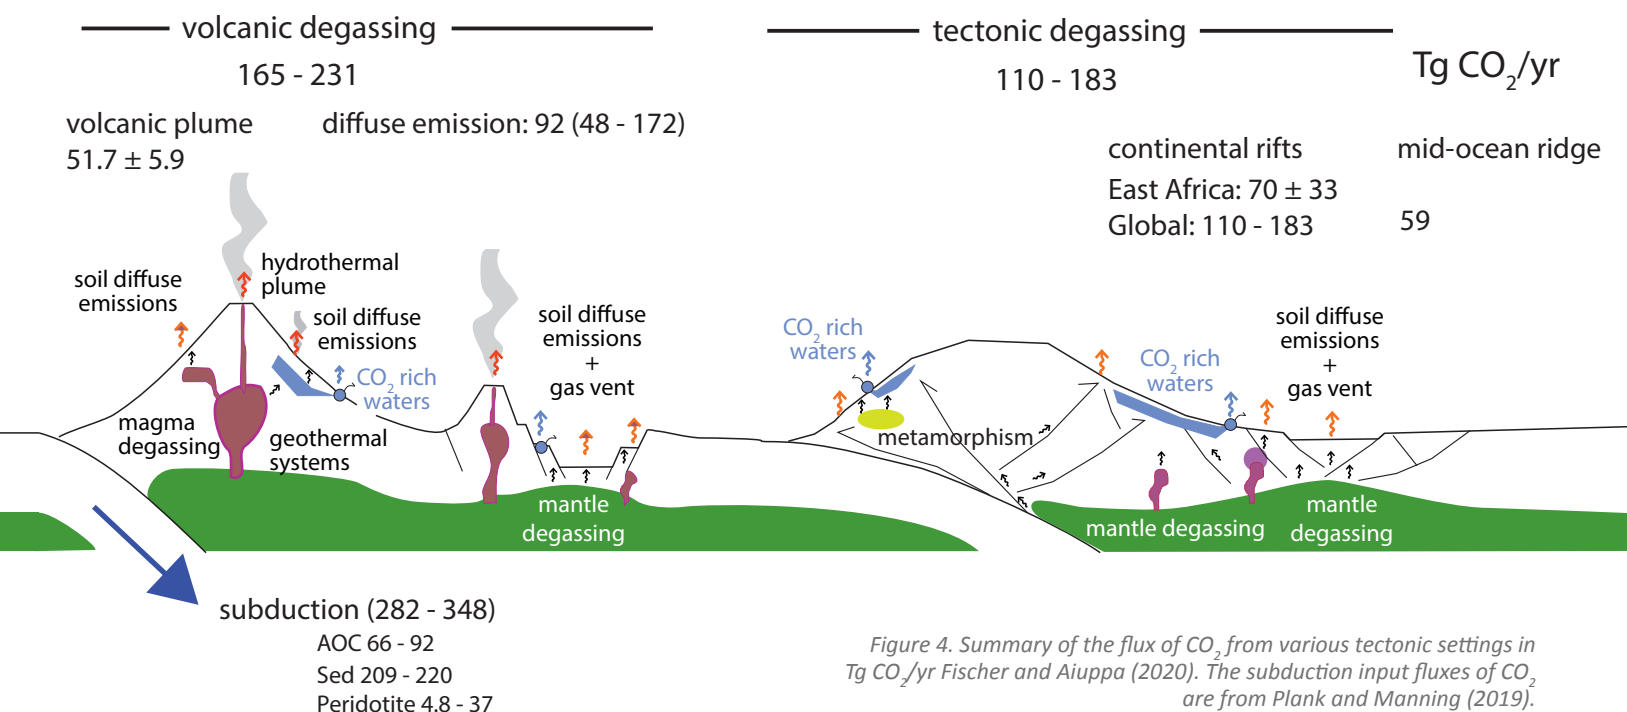 volcanic degassing
165 - 231
volcanic plume
51.7 ± 5.9
diffuse emission: 92 (48 - 172)
tectonic degassing
110 - 183
Tg CO₂/yr
continental rifts
East Africa: 70 ± 33
Global: 110 - 183
mid-ocean ridge
59
soil diffuse
emissions
hydrothermal
plume
soil diffuse
emissions
CO₂ rich
waters
magma
degassing
geothermal
systems
soil diffuse
emissions
+
gas vent
mantle
degassing
CO₂ rich
waters
metamorphism
CO₂ rich
waters
soil diffuse
emissions
+
gas vent
mantle degassing
mantle
degassing
subduction (282 - 348)
AOC 66 - 92
Sed 209 - 220
Peridotite 4.8 - 37
Figure 4. Summary of the flux of CO₂ from various tectonic settings in
Tg CO₂/yr Fischer and Aiuppa (2020). The subduction input fluxes of CO₂
are from Plank and Manning (2019).